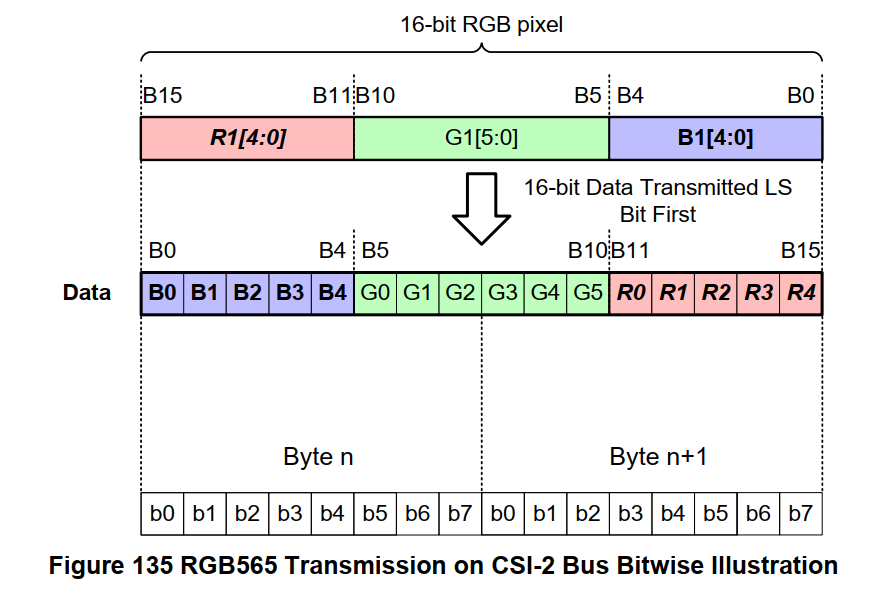 16-bit RGB pixel
B15 B11 B10 B5 B4 B0
R1[4:0] G1[5:0] B1[4:0]
16-bit Data Transmitted LS
Bit First
B0 B4 B5 B10 B11 B15
Data B0 B1 B2 B3 B4 G0 G1 G2 G3 G4 G5 R0 R1 R2 R3 R4
Byte n Byte n+1
b0 b1 b2 b3 b4 b5 b6 b7 b0 b1 b2 b3 b4 b5 b6 b7
Figure 135 RGB565 Transmission on CSI-2 Bus Bitwise Illustration